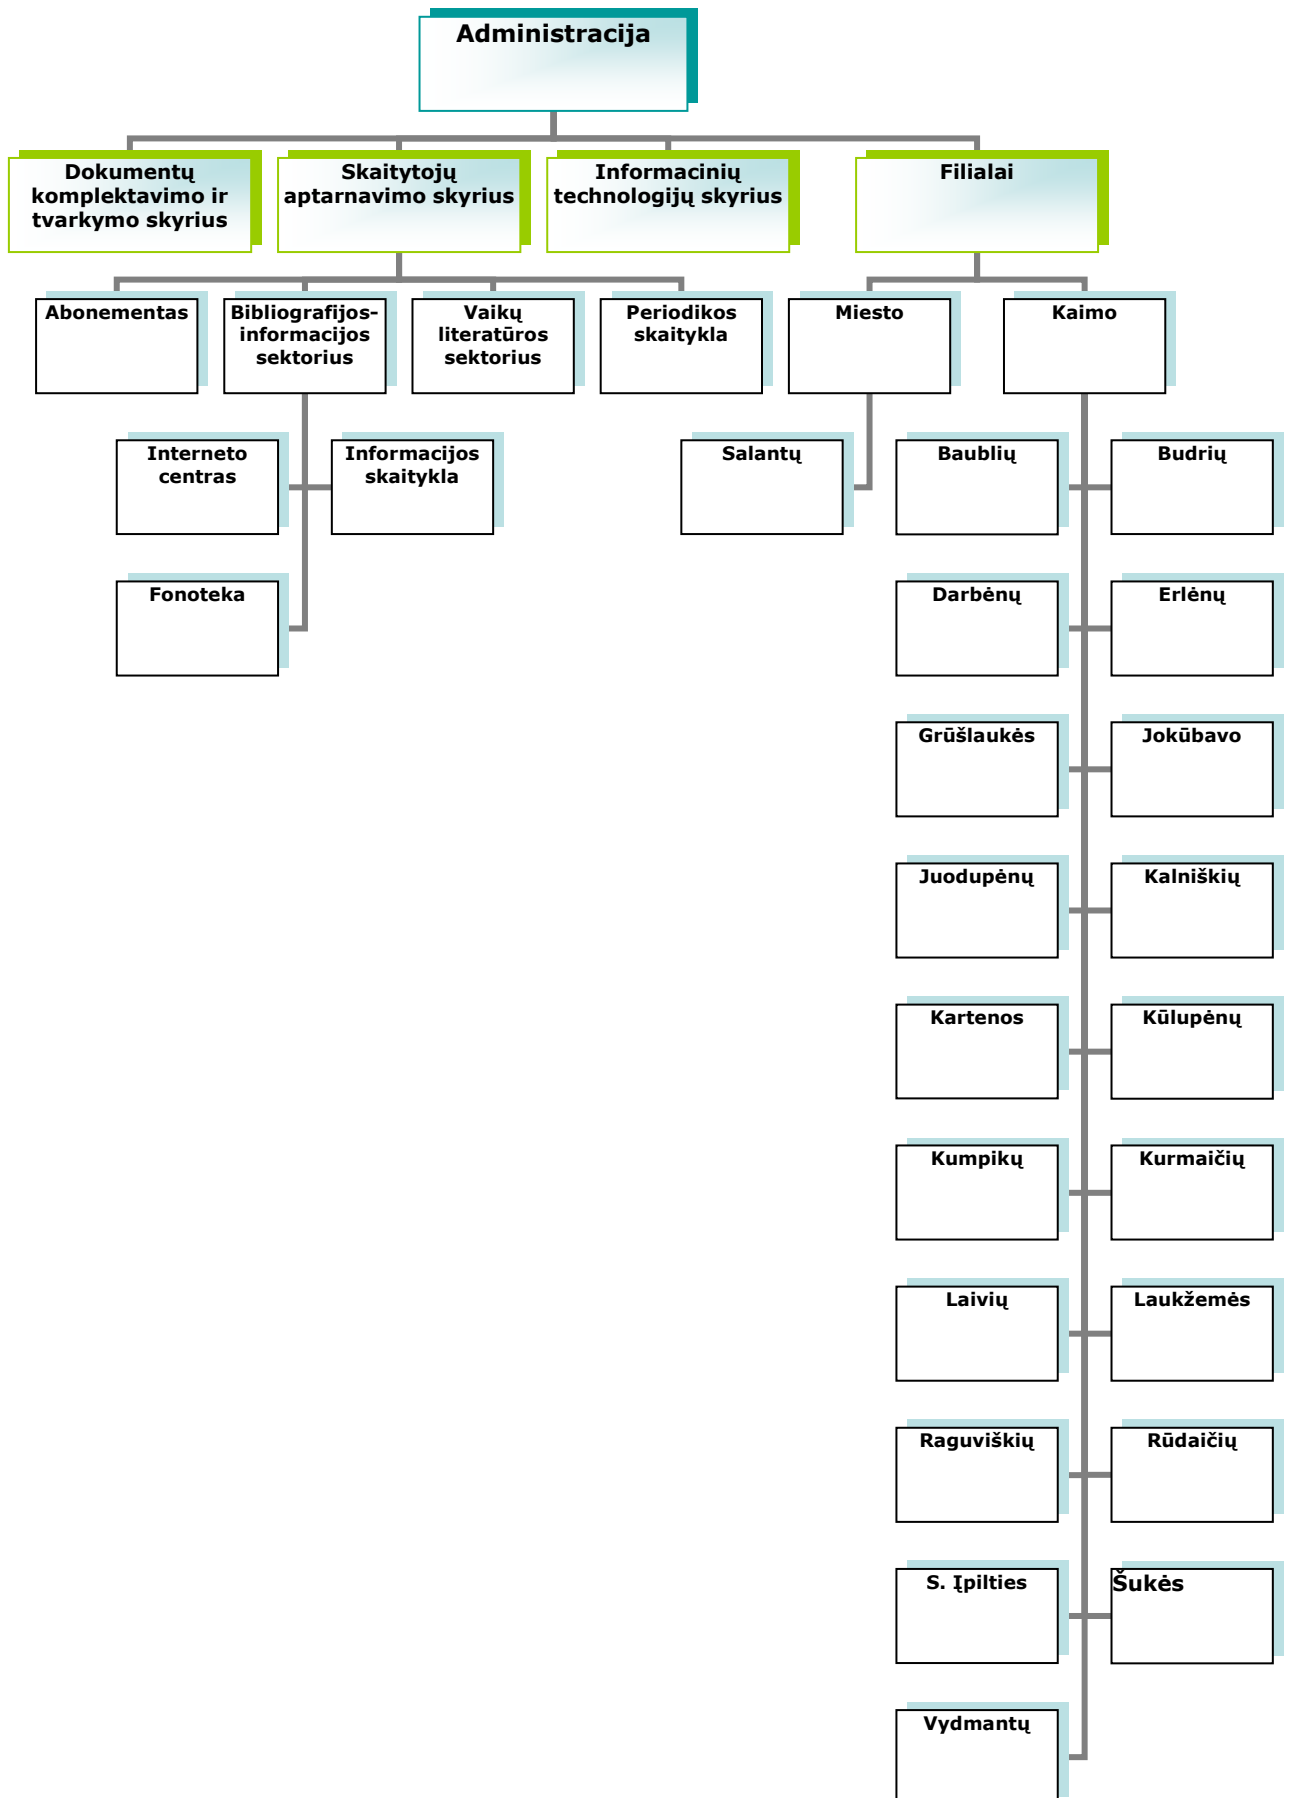 Administracija
Dokumentų
komplektavimo ir
tvarkymo skyrius
Skaitytojų
aptarnavimo skyrius
Informacinių
technologijų skyrius
Filialai
Abonementas
Bibliografijos-
informacijos
sektorius
Vaikų
literatūros
sektorius
Periodikos
skaitykla
Miesto
Kaimo
Interneto
centras
Informacijos
skaitykla
Salantų
Baublių
Budrių
Fonoteka
Darbėnų
Erlėnų
Grūšlaukės
Jokūbavo
Juodupėnų
Kalniškių
Kartenos
Kūlupėnų
Kumpikų
Kurmaičių
Laivių
Laukžemės
Raguviškių
Rūdaičių
S. Įpilties
Šukės
Vydmantų